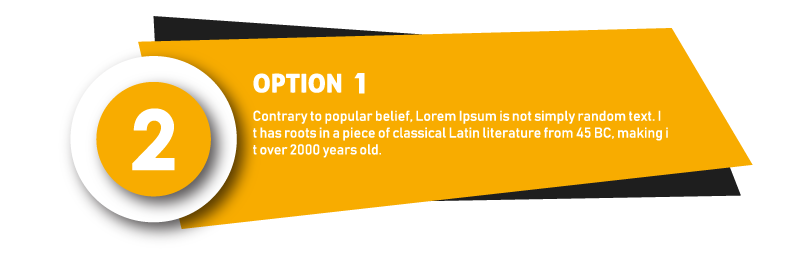 2
OPTION 1
Contrary to popular belief, Lorem Ipsum is not simply random text. I
t has roots in a piece of classical Latin literature from 45 BC, making i
t over 2000 years old.